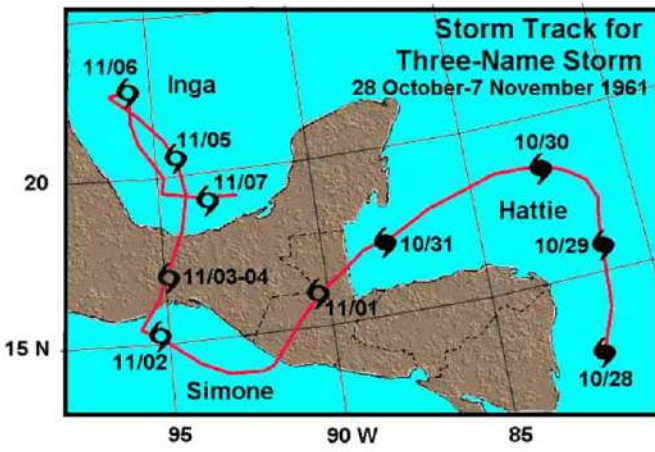 Storm Track for
Three-Name Storm
28 October-7 November 1961
11/06
Inga
11/05
10/30
20
11/07
Hattie
10/31
10/29
11/03-04
11/01
15 N
11/02
10/28
Simone
95
90 W
85